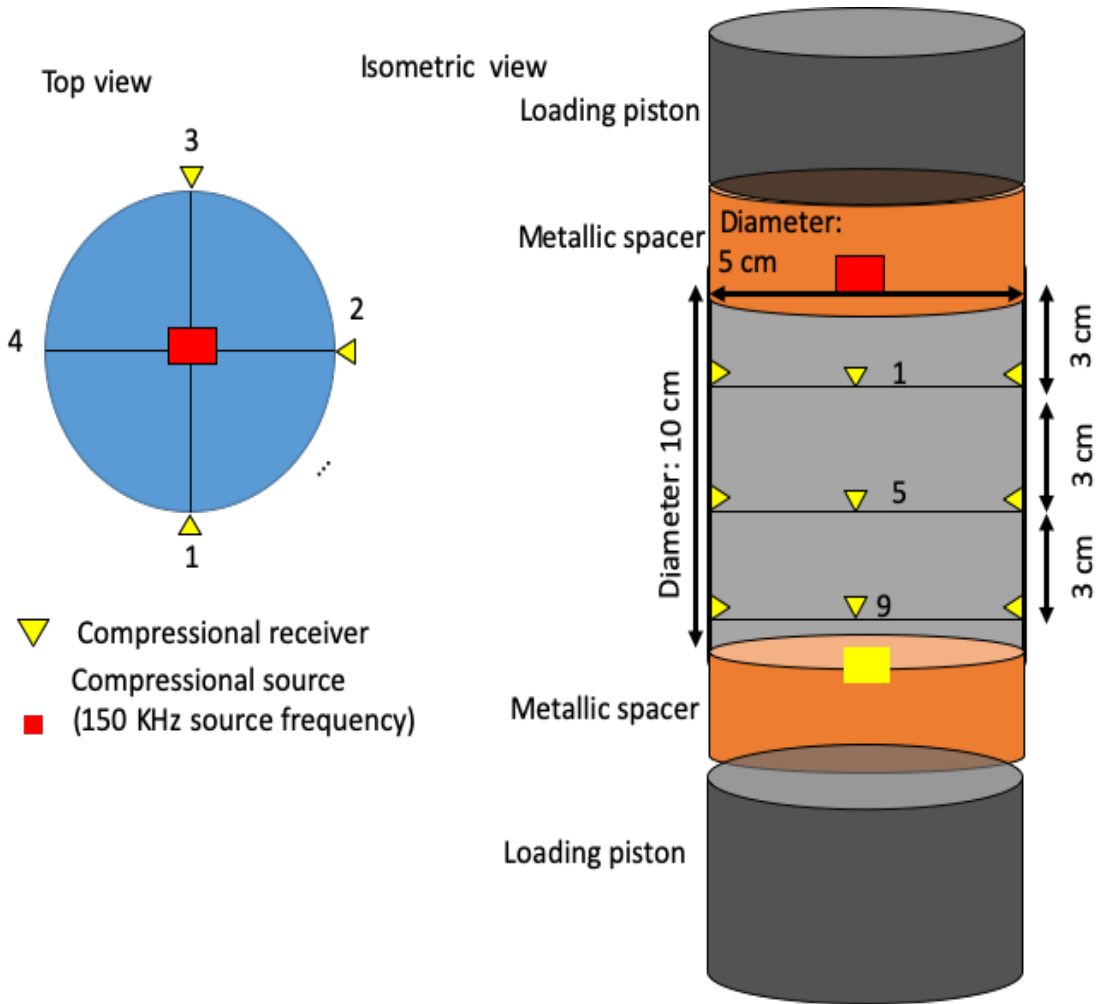 Top view
3
4
2
1
Compressional receiver
Compressional source
(150 KHz source frequency)
Isometric view
Loading piston
Metallic spacer
Diameter:
5 cm
3 cm
1
Diameter: 10 cm
3 cm
5
3 cm
9
Metallic spacer
Loading piston